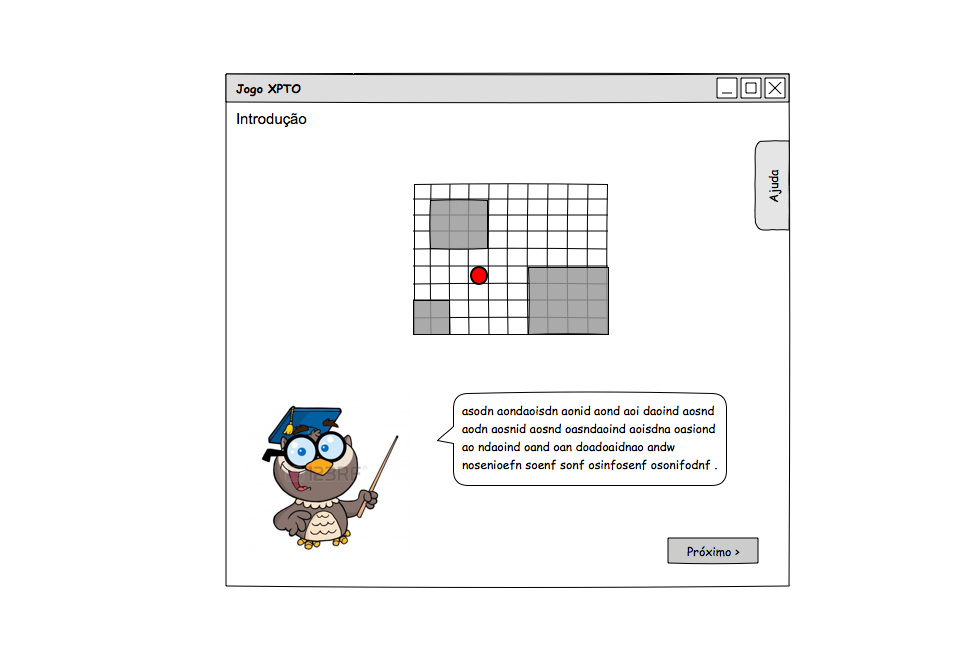 Jogo XPTO
Introdução
Ajuda
asodn aondaoisdn aonid aond aoi daoind aosnd
aodn aosnid aosnd oasndaoind aoisdna oasiond
ao ndaoind oand oan doadoaidnao andw
nosenioefn soenf sonf osinfosenf osonifodnf .
123RF
Próximo >